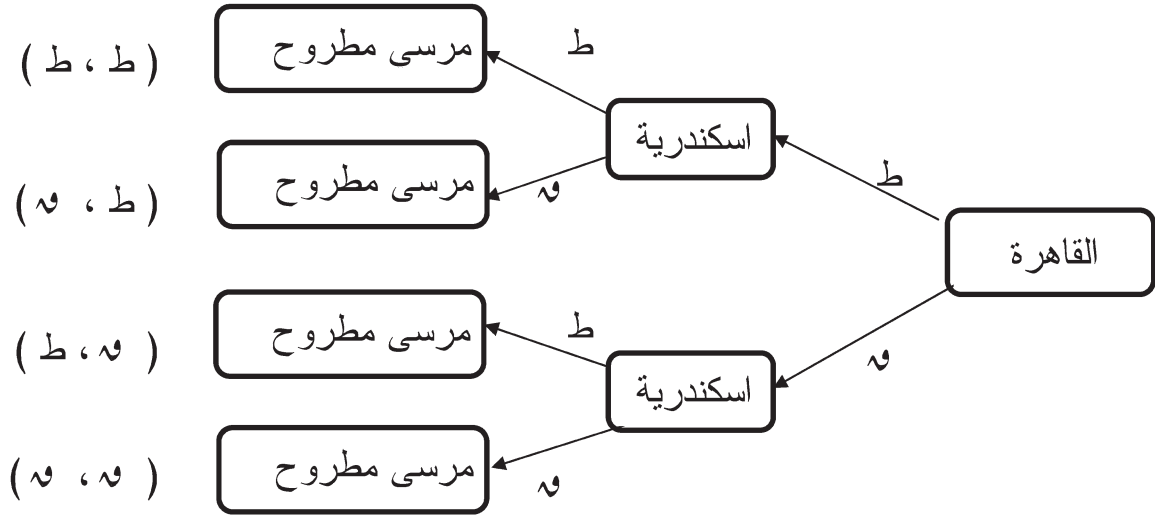 مرسى مطروح
ط
( ط ، ط )
اسكندرية
مرسى مطروح
ط
ق
( ط ، ق )
القاهرة
مرسى مطروح
ط
( ق ، ط )
ق
اسكندرية
مرسى مطروح
ق
( ق ، ق )